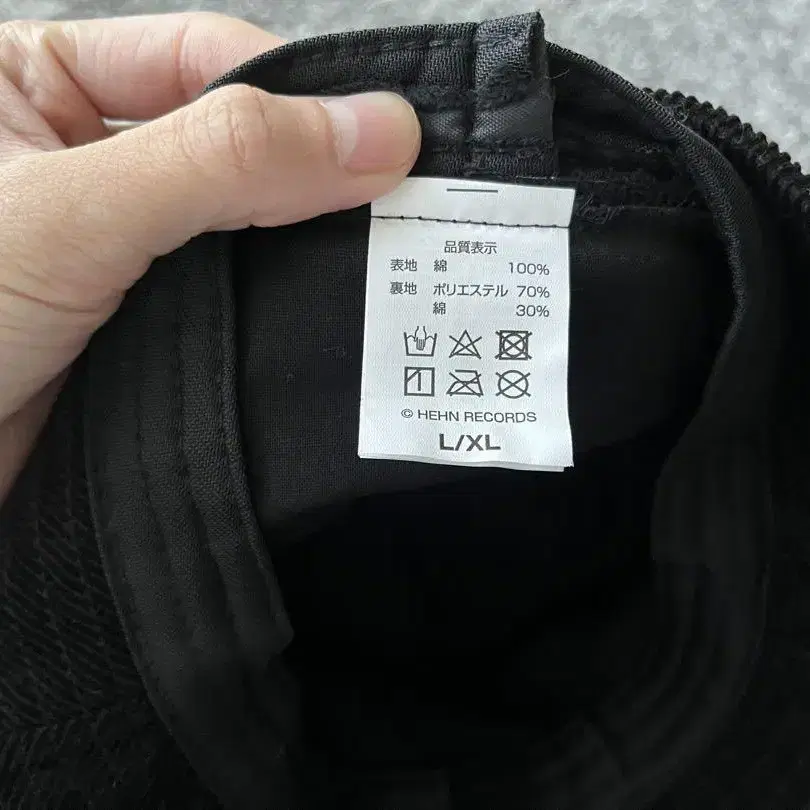 品質表示
表地 綿 100%
裏地 ポリエステル 70%
綿 30%
© HEHN RECORDS
L/XL